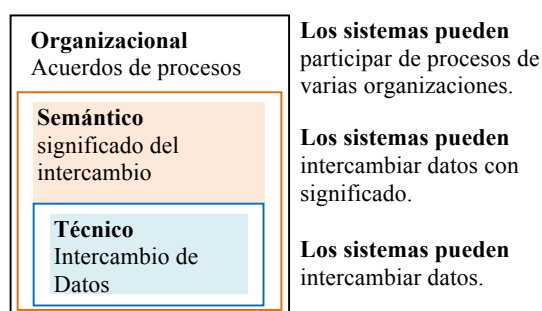 Organizacional
Acuerdos de procesos
Semántico
significado del
intercambio
Técnico
Intercambio de
Datos
Los sistemas pueden
participar de procesos de
varias organizaciones.
Los sistemas pueden
intercambiar datos con
significado.
Los sistemas pueden
intercambiar datos.